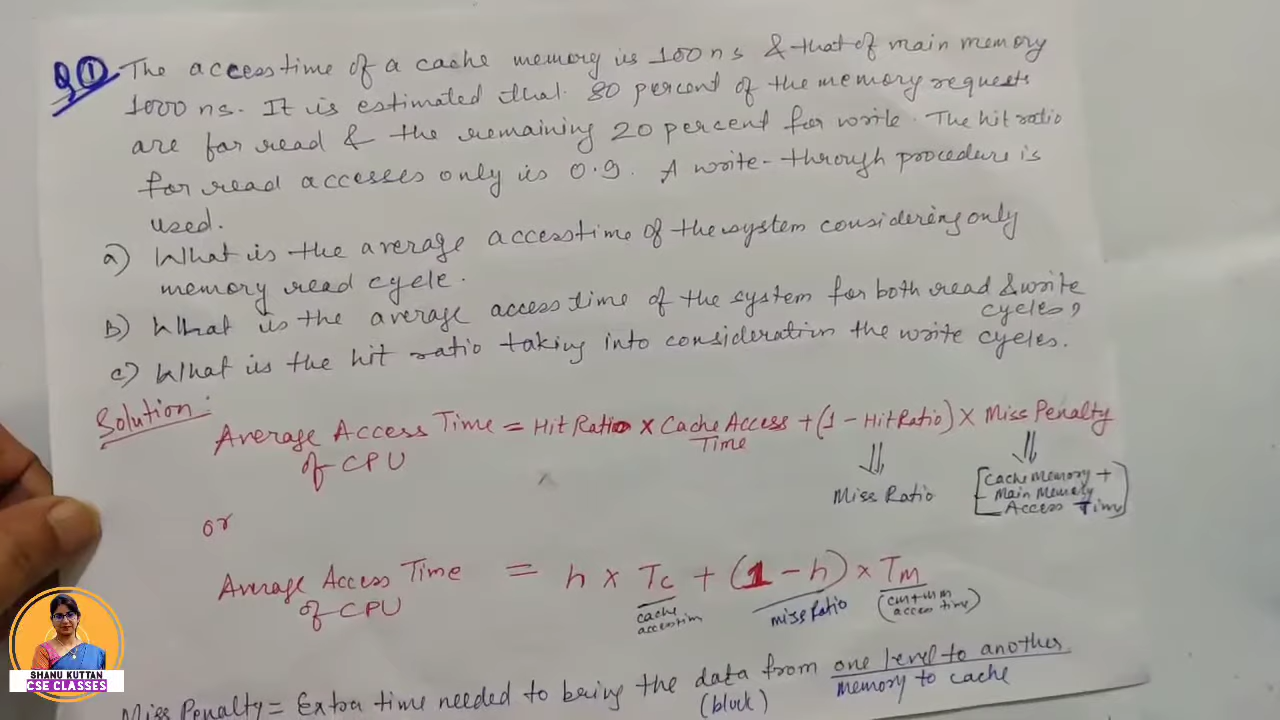 Q① The access time of a cache memory is 100 ns & that of main memory
1000 ns. It is estimated that 80 percent of the memory requests
are for read & the remaining 20 percent for write. The hit ratio
for read accesses only is 0.9. A write-through procedure is
used.
a) What is the average access time of the system considering only
memory read cycle.
b) What is the average access time of the system for both read & write
cycles?
c) What is the hit ratio taking into consideration the write cycles.
Solution:
Average Access Time = Hit Ratio × Cache Access + (1 - Hit Ratio) × Miss Penalty
of CPU Time
Miss Ratio
[Cache Memory +
Main Memory
Access Time]
or
Average Access Time = h × Tc + (1 - h) × Tm
of CPU
cache
access tim
miss Ratio
(cm + mm
access time)
Miss Penalty = Extra time needed to being the data from one level to another
(block) memory to cache
SHANU KUTTAN
CSE CLASSES